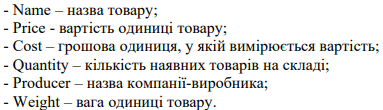 - Name – назва товару;
- Price - вартість одиниці товару;
- Cost – грошова одиниця, у якій вимірюється вартість;
- Quantity – кількість наявних товарів на складі;
- Producer – назва компанії-виробника;
- Weight – вага одиниці товару.